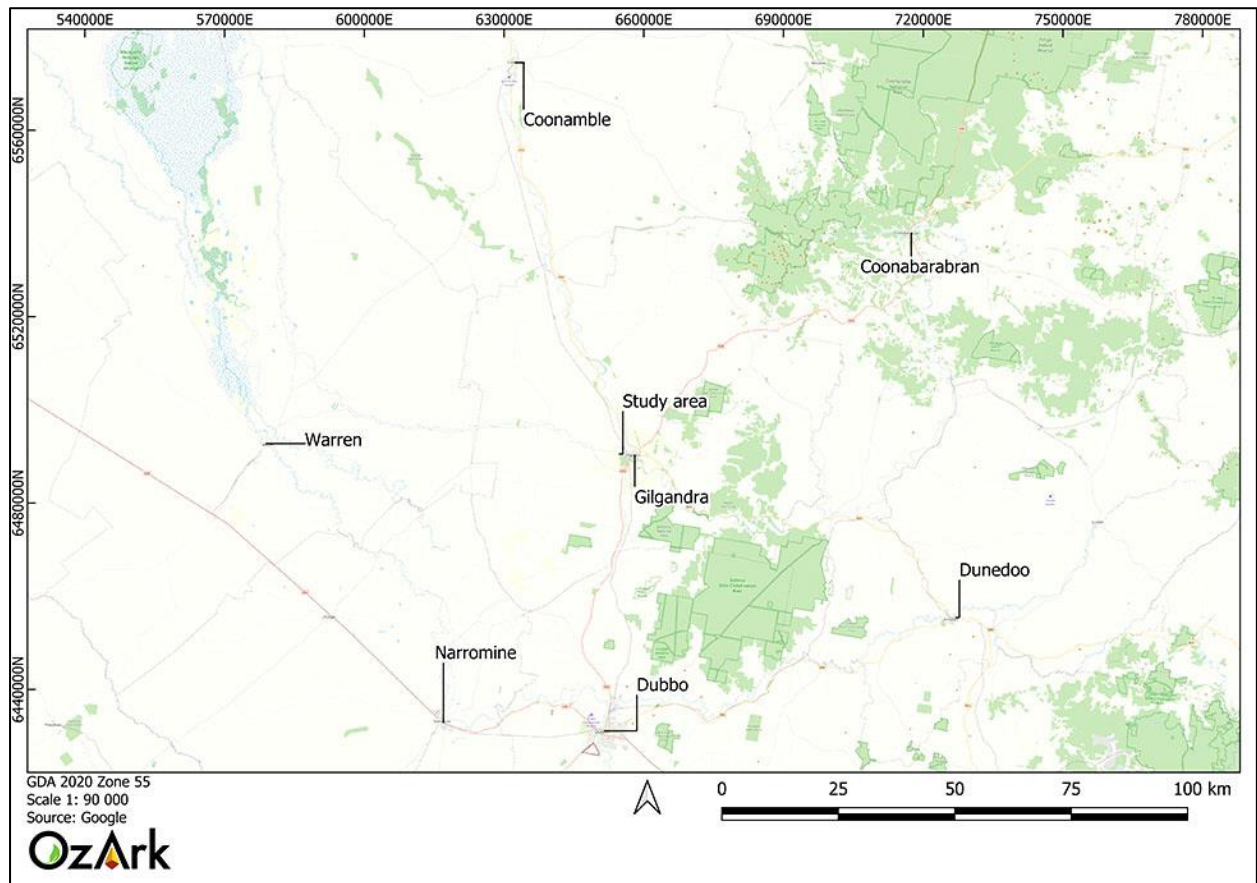 540000E 570000E 600000E 630000E 660000E 690000E 720000E 750000E 780000E
6560000N
6520000N
6480000N
6440000N
Coonamble
Coonabarabran
Study area
Warren
Gilgandra
Dunedoo
Narromine
Dubbo
GDA 2020 Zone 55
Scale 1: 90 000
Source: Google
OzArk
0 25 50 75 100 km